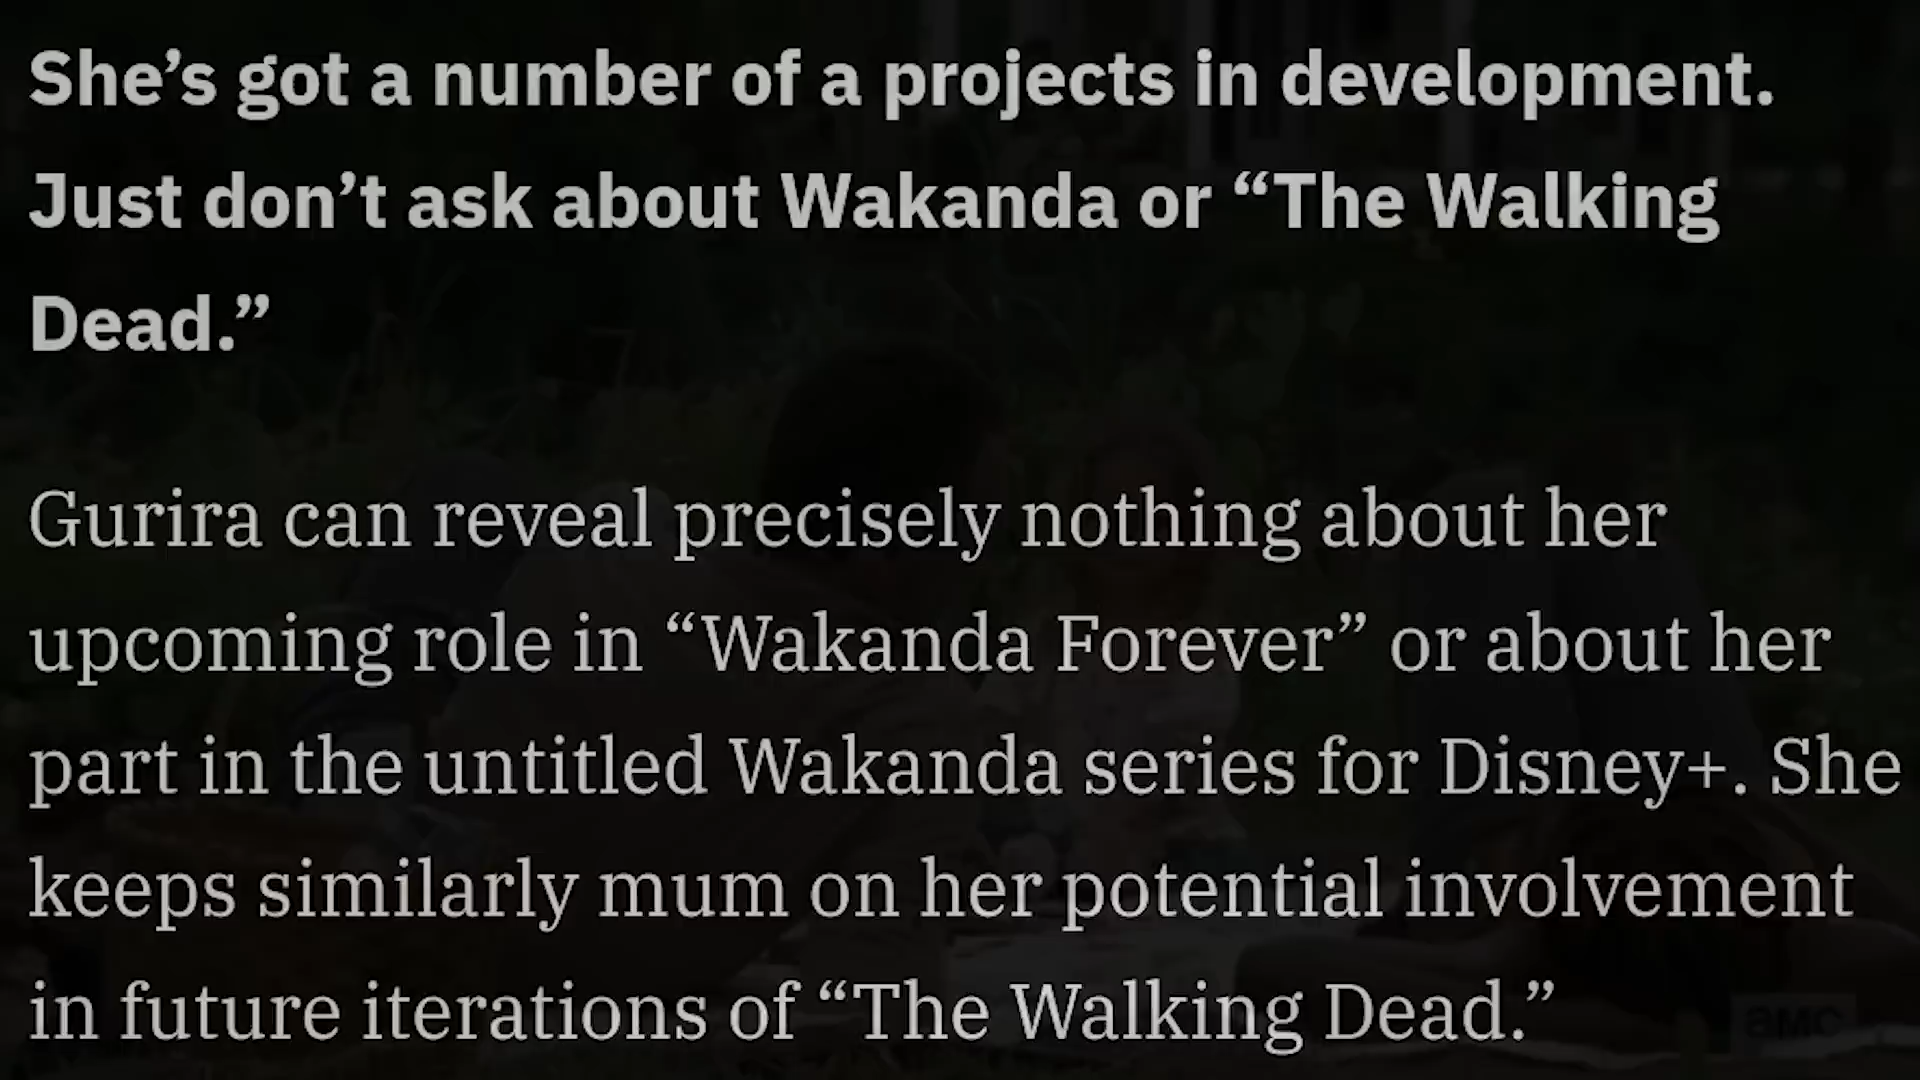 She’s got a number of a projects in development.
Just don’t ask about Wakanda or “The Walking
Dead.”
Gurira can reveal precisely nothing about her
upcoming role in “Wakanda Forever” or about her
part in the untitled Wakanda series for Disney+. She
keeps similarly mum on her potential involvement
in future iterations of “The Walking Dead.”
aMC